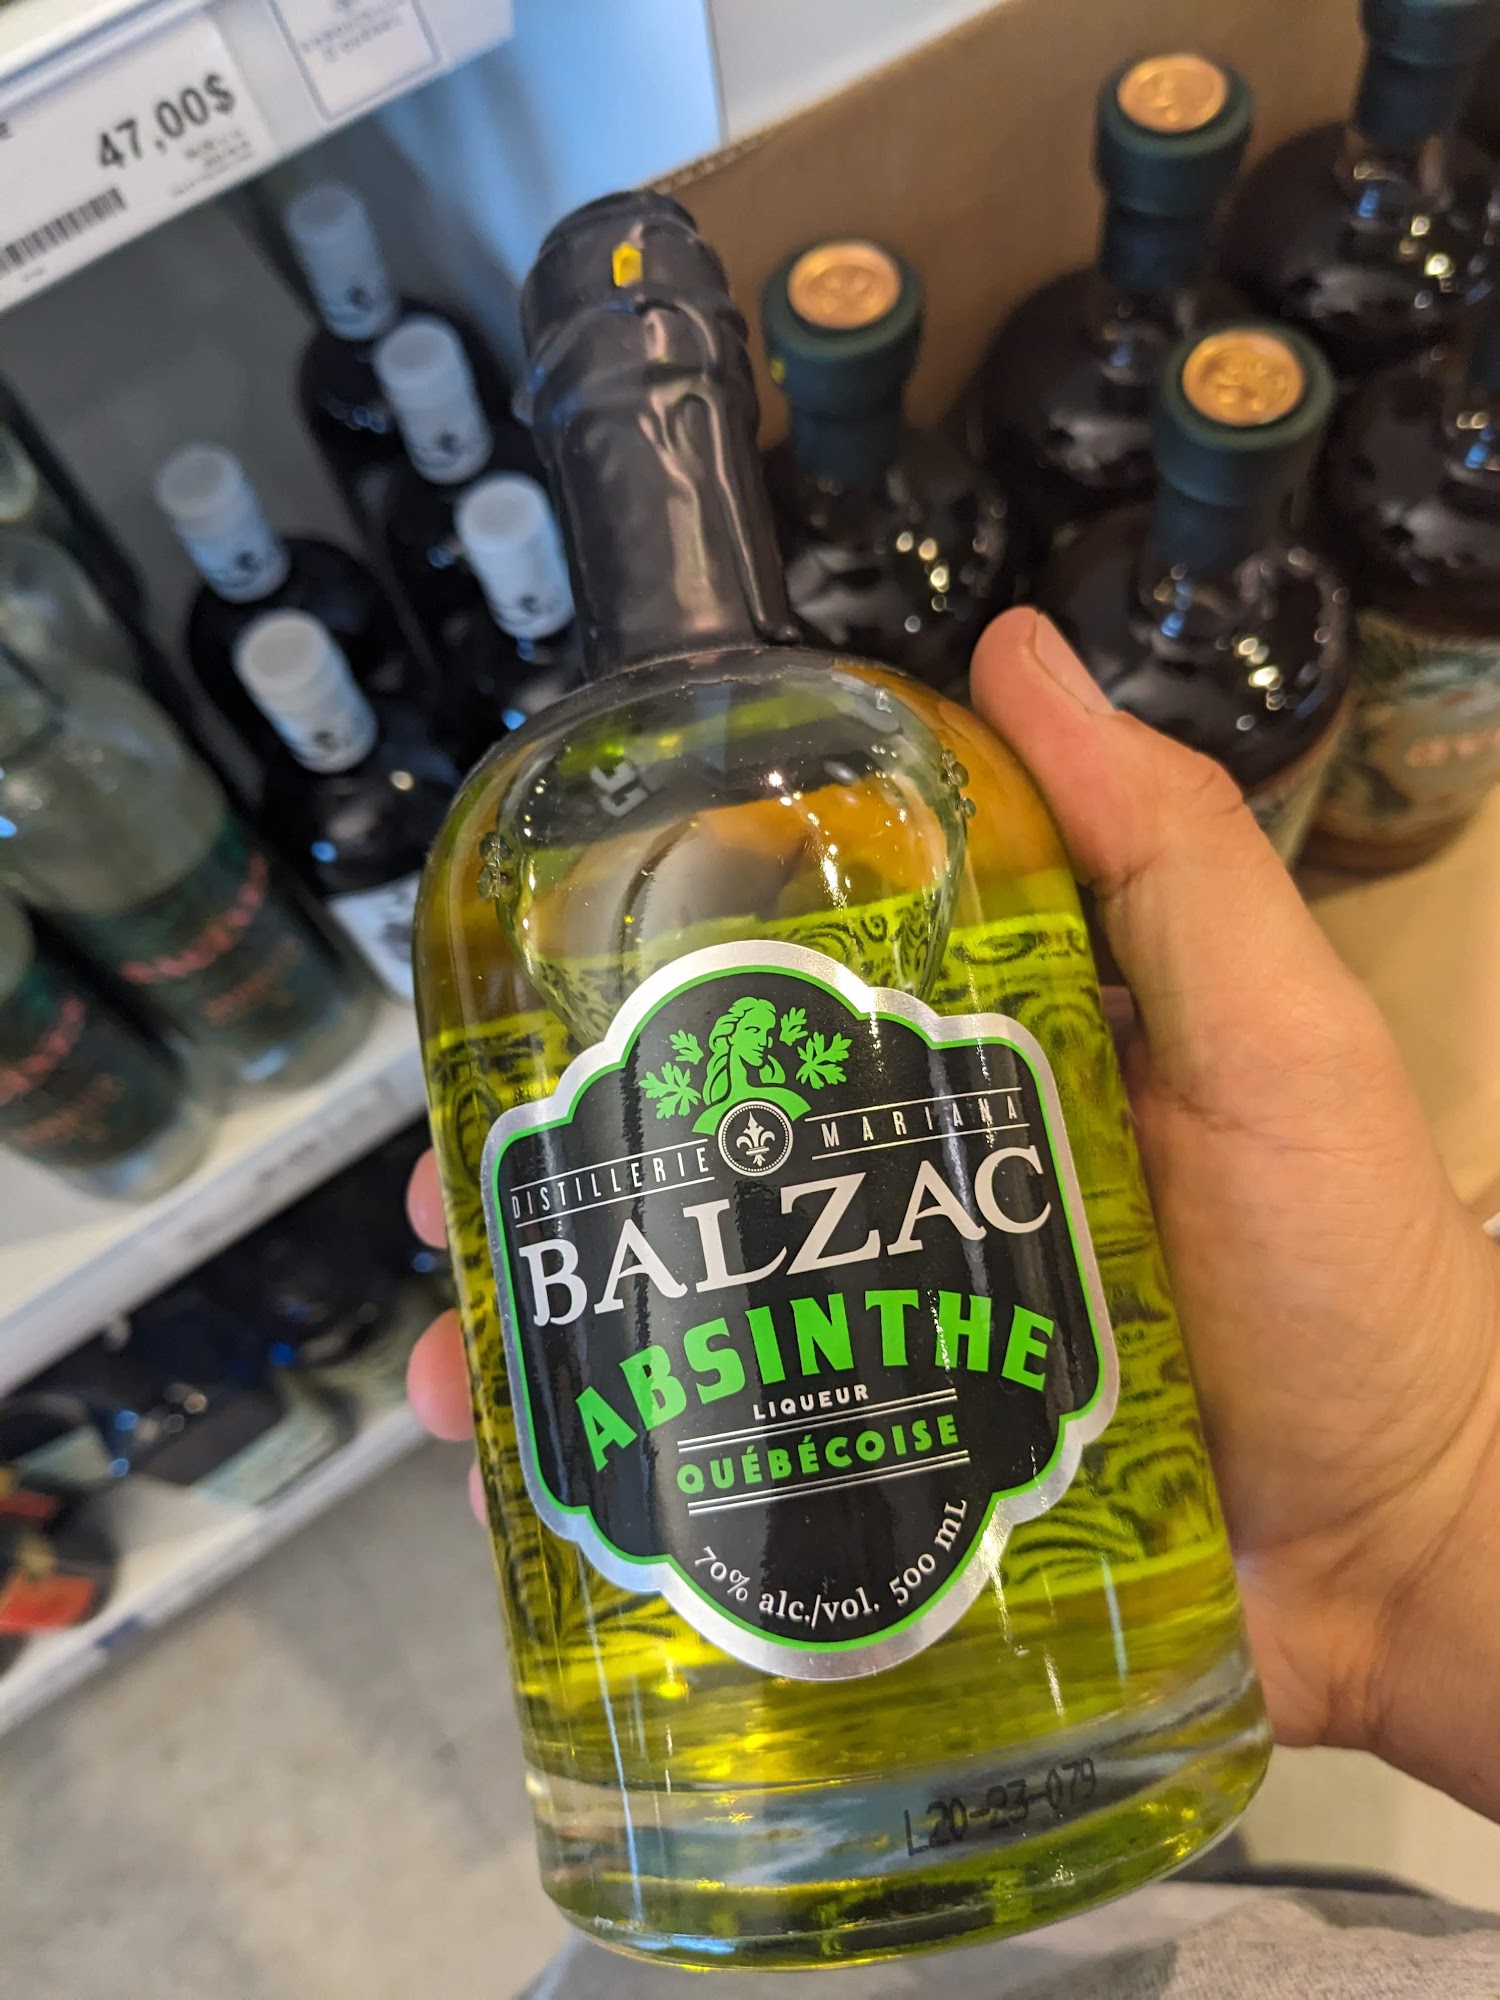 47,00$
DISTILLERIE MARIANA
BALZAC
ABSINTHE
LIQUEUR
QUÉBÉCOISE
70% alc./vol. 500 mL
L20-23-079